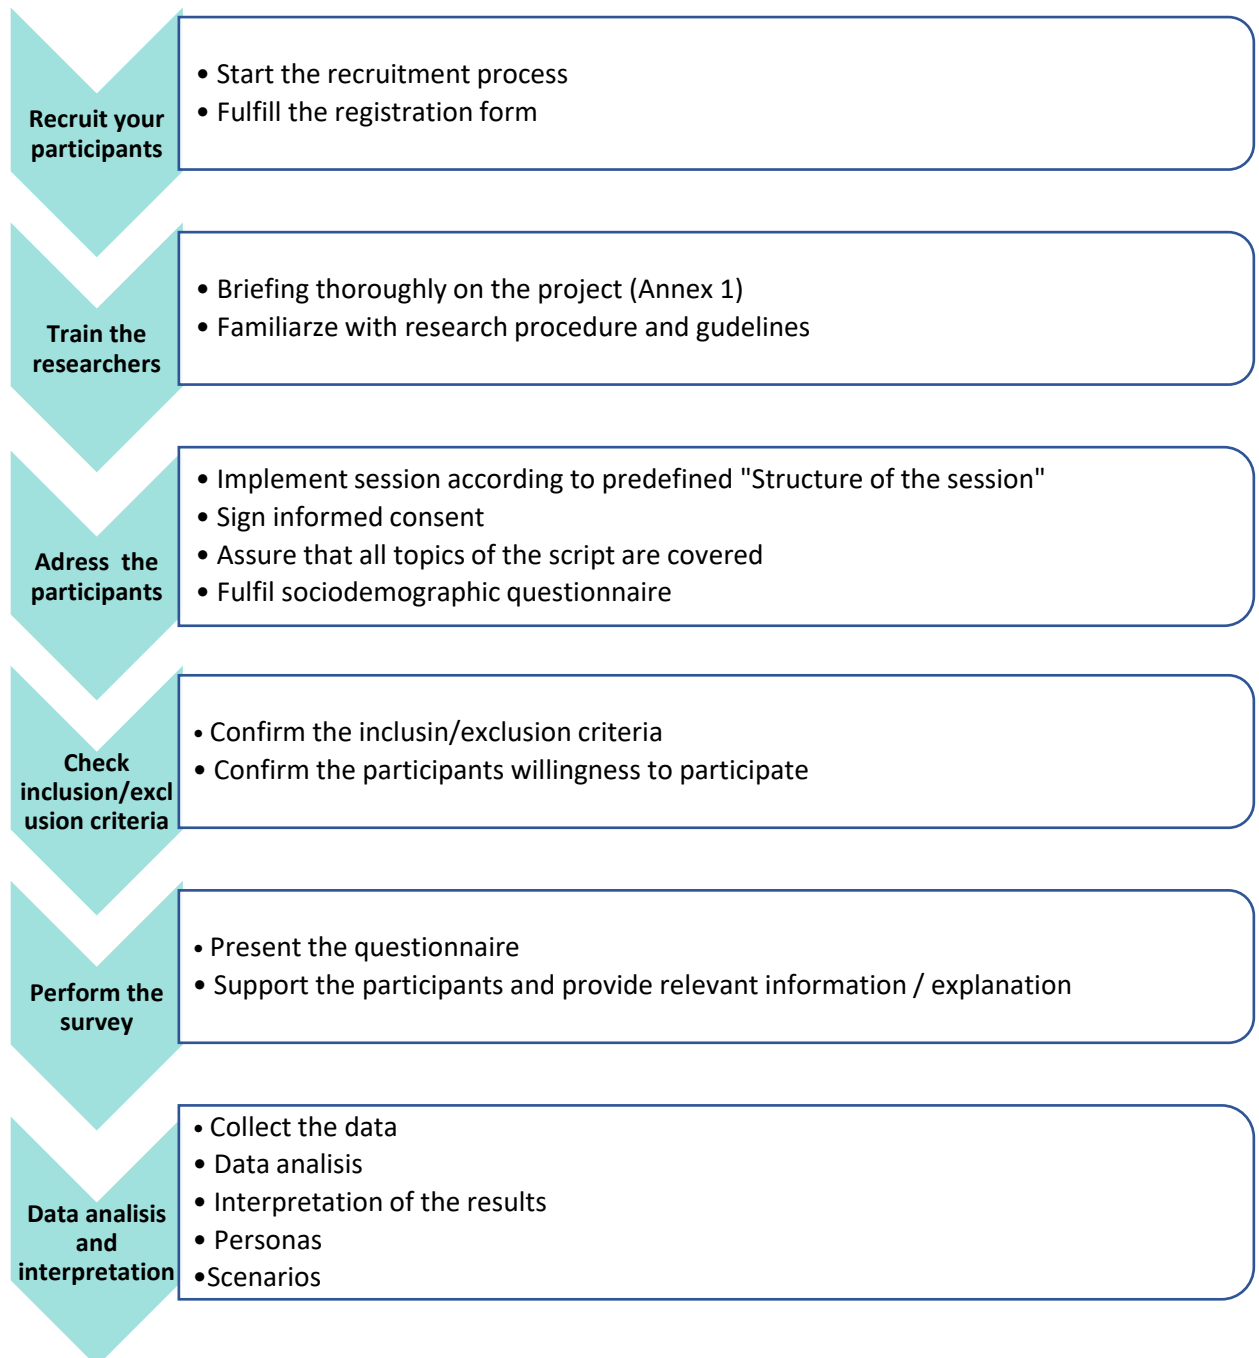 Recruit your
participants
• Start the recruitment process
• Fulfill the registration form
Train the
researchers
• Briefing thoroughly on the project (Annex 1)
• Familiarze with research procedure and gudelines
Adress the
participants
• Implement session according to predefined "Structure of the session"
• Sign informed consent
• Assure that all topics of the script are covered
• Fulfil sociodemographic questionnaire
Check
inclusion/excl
usion criteria
• Confirm the inclusin/exclusion criteria
• Confirm the participants willingness to participate
Perform the
survey
• Present the questionnaire
• Support the participants and provide relevant information / explanation
Data analisis
and
interpretation
• Collect the data
• Data analisis
• Interpretation of the results
• Personas
•Scenarios